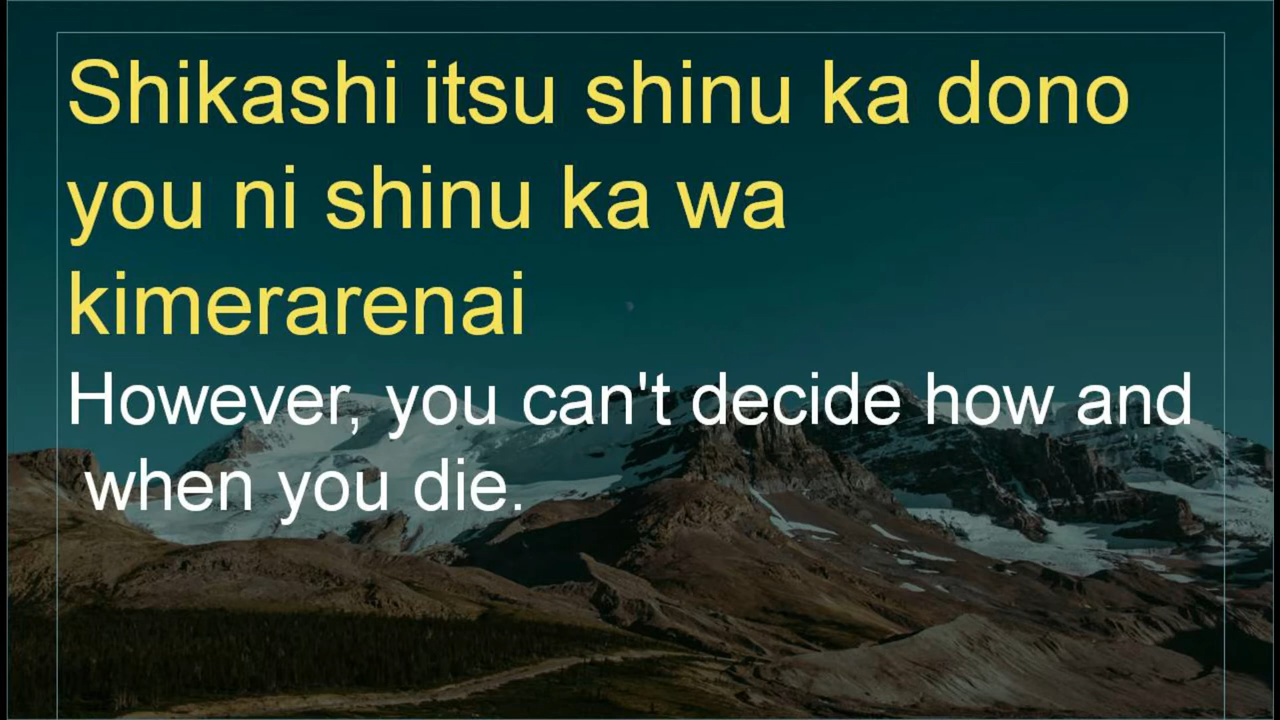 Shikashi itsu shinu ka dono
you ni shinu ka wa
kimerarenai
However, you can't decide how and
when you die.